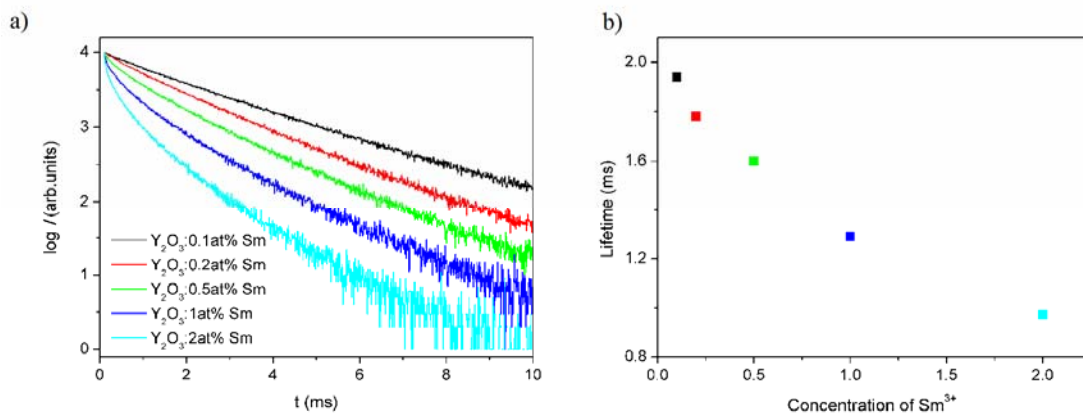 a)
b)
4
3
2
1
0
log I (arb.units)
Y₂O₃:0.1at% Sm
Y₂O₃:0.2at% Sm
Y₂O₃:0.5at% Sm
Y₂O₃:1at% Sm
Y₂O₃:2at% Sm
0 2 4 6 8 10
t (ms)
2.0
1.6
1.2
0.8
Lifetime (ms)
0.0 0.5 1.0 1.5 2.0
Concentration of Sm³⁺